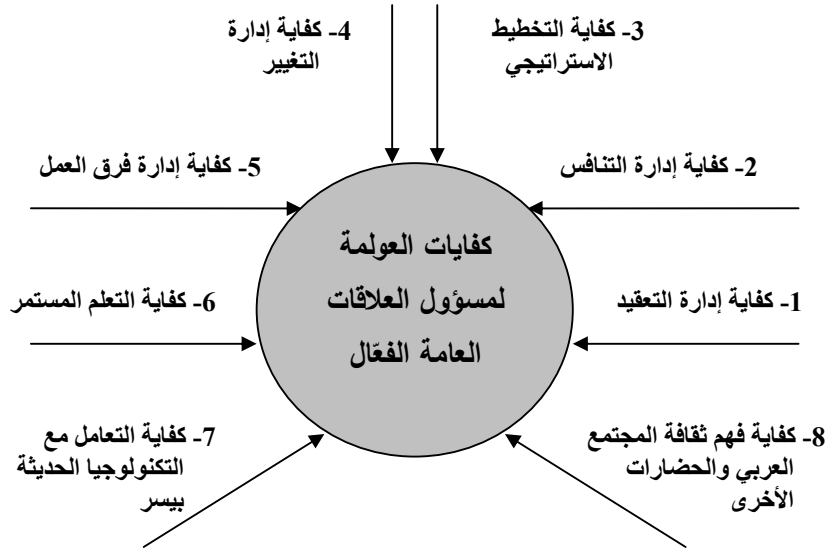 3- كفاية التخطيط
الاستراتيجي
4- كفاية إدارة
التغيير
2- كفاية إدارة التنافس
5- كفاية إدارة فرق العمل
كفايات العولمة
لمسؤول العلاقات
العامة الفعّال
1- كفاية إدارة التعقيد
6- كفاية التعلم المستمر
8- كفاية فهم ثقافة المجتمع
العربي والحضارات
الأخرى
7- كفاية التعامل مع
التكنولوجيا الحديثة
بيسر